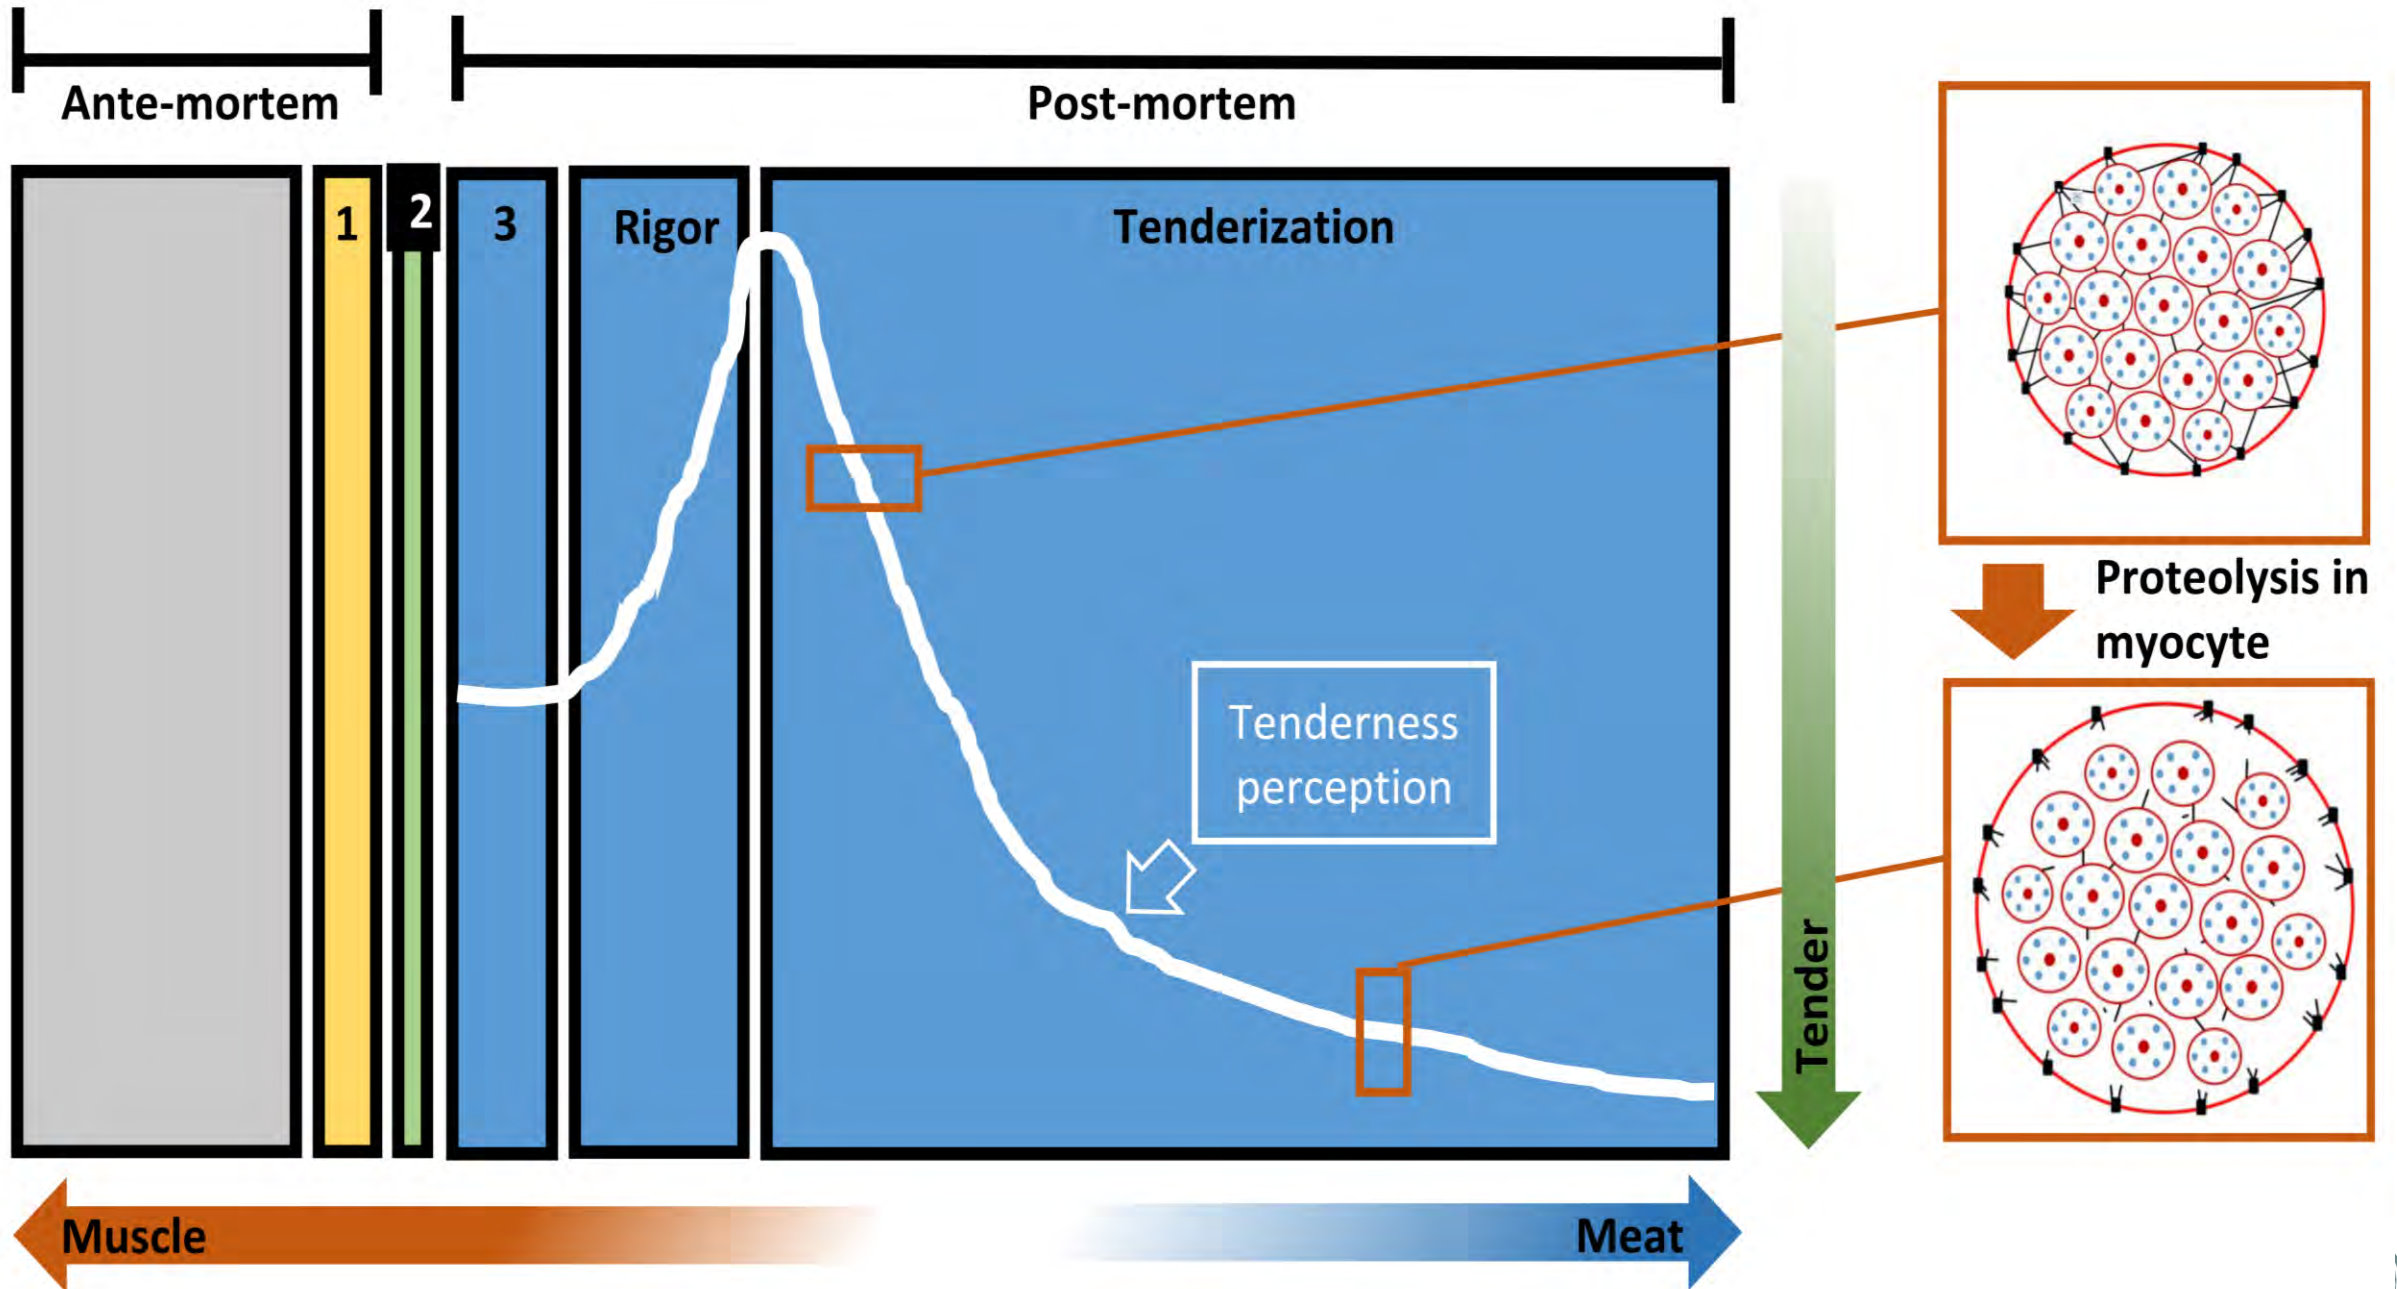 Ante-mortem
Post-mortem
1
2
3
Rigor
Tenderization
Tenderness
perception
Tender
Proteolysis in
myocyte
Muscle
Meat